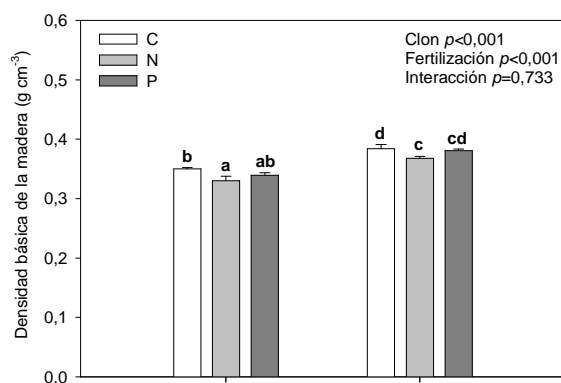 0,6
0,5
0,4
0,3
0,2
0,1
0,0
Densidad básica de la madera (g cm-3)
C
N
P
Clon p<0,001
Fertilización p<0,001
Interacción p=0,733
b
a
ab
d
c
cd